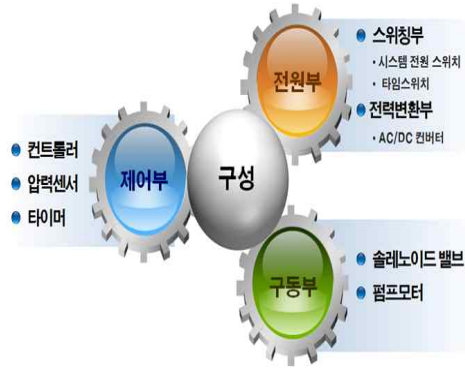 전원부
스위칭부
• 시스템 전원 스위치
• 타임스위치
전력변환부
• AC/DC 컨버터
컨트롤러
압력센서
타이머
제어부
구성
구동부
솔레노이드 밸브
펌프모터